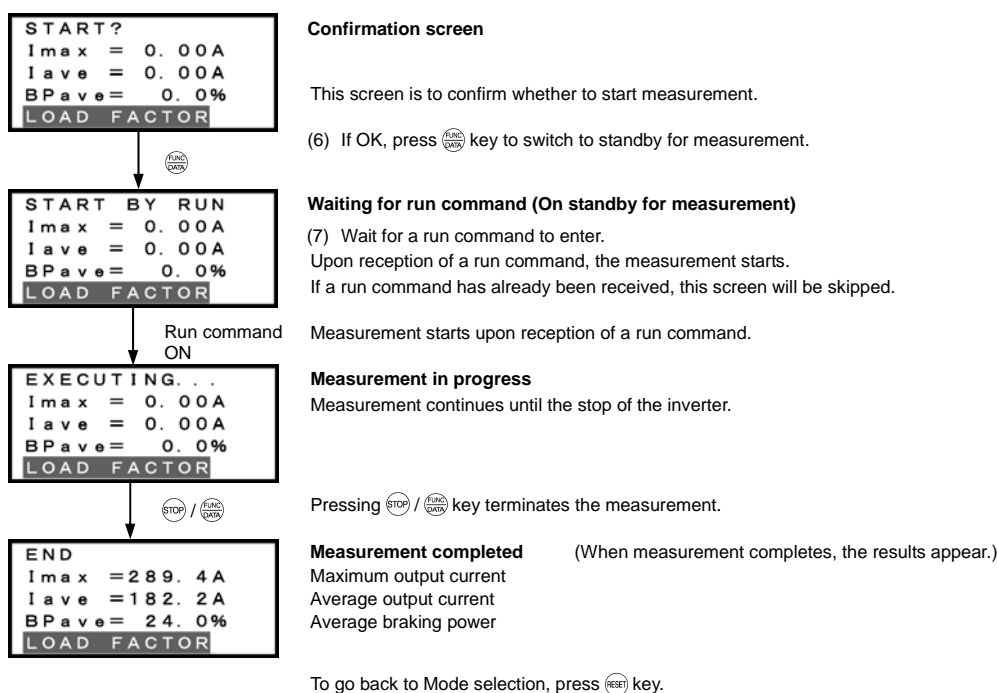 START?
Imax = 0.00A
Iave = 0.00A
BPave= 0.0%
LOAD FACTOR
Confirmation screen
This screen is to confirm whether to start measurement.
(6) If OK, press FUNC DATA key to switch to standby for measurement.
FUNC
DATA
START BY RUN
Imax = 0.00A
Iave = 0.00A
BPave= 0.0%
LOAD FACTOR
Waiting for run command (On standby for measurement)
(7) Wait for a run command to enter.
Upon reception of a run command, the measurement starts.
If a run command has already been received, this screen will be skipped.
Run command
ON
Measurement starts upon reception of a run command.
EXECUTING...
Imax = 0.00A
Iave = 0.00A
BPave= 0.0%
LOAD FACTOR
Measurement in progress
Measurement continues until the stop of the inverter.
STOP / FUNC DATA
Pressing STOP / FUNC DATA key terminates the measurement.
END
Imax =289.4A
Iave =182.2A
BPave= 24.0%
LOAD FACTOR
Measurement completed (When measurement completes, the results appear.)
Maximum output current
Average output current
Average braking power
To go back to Mode selection, press RESET key.